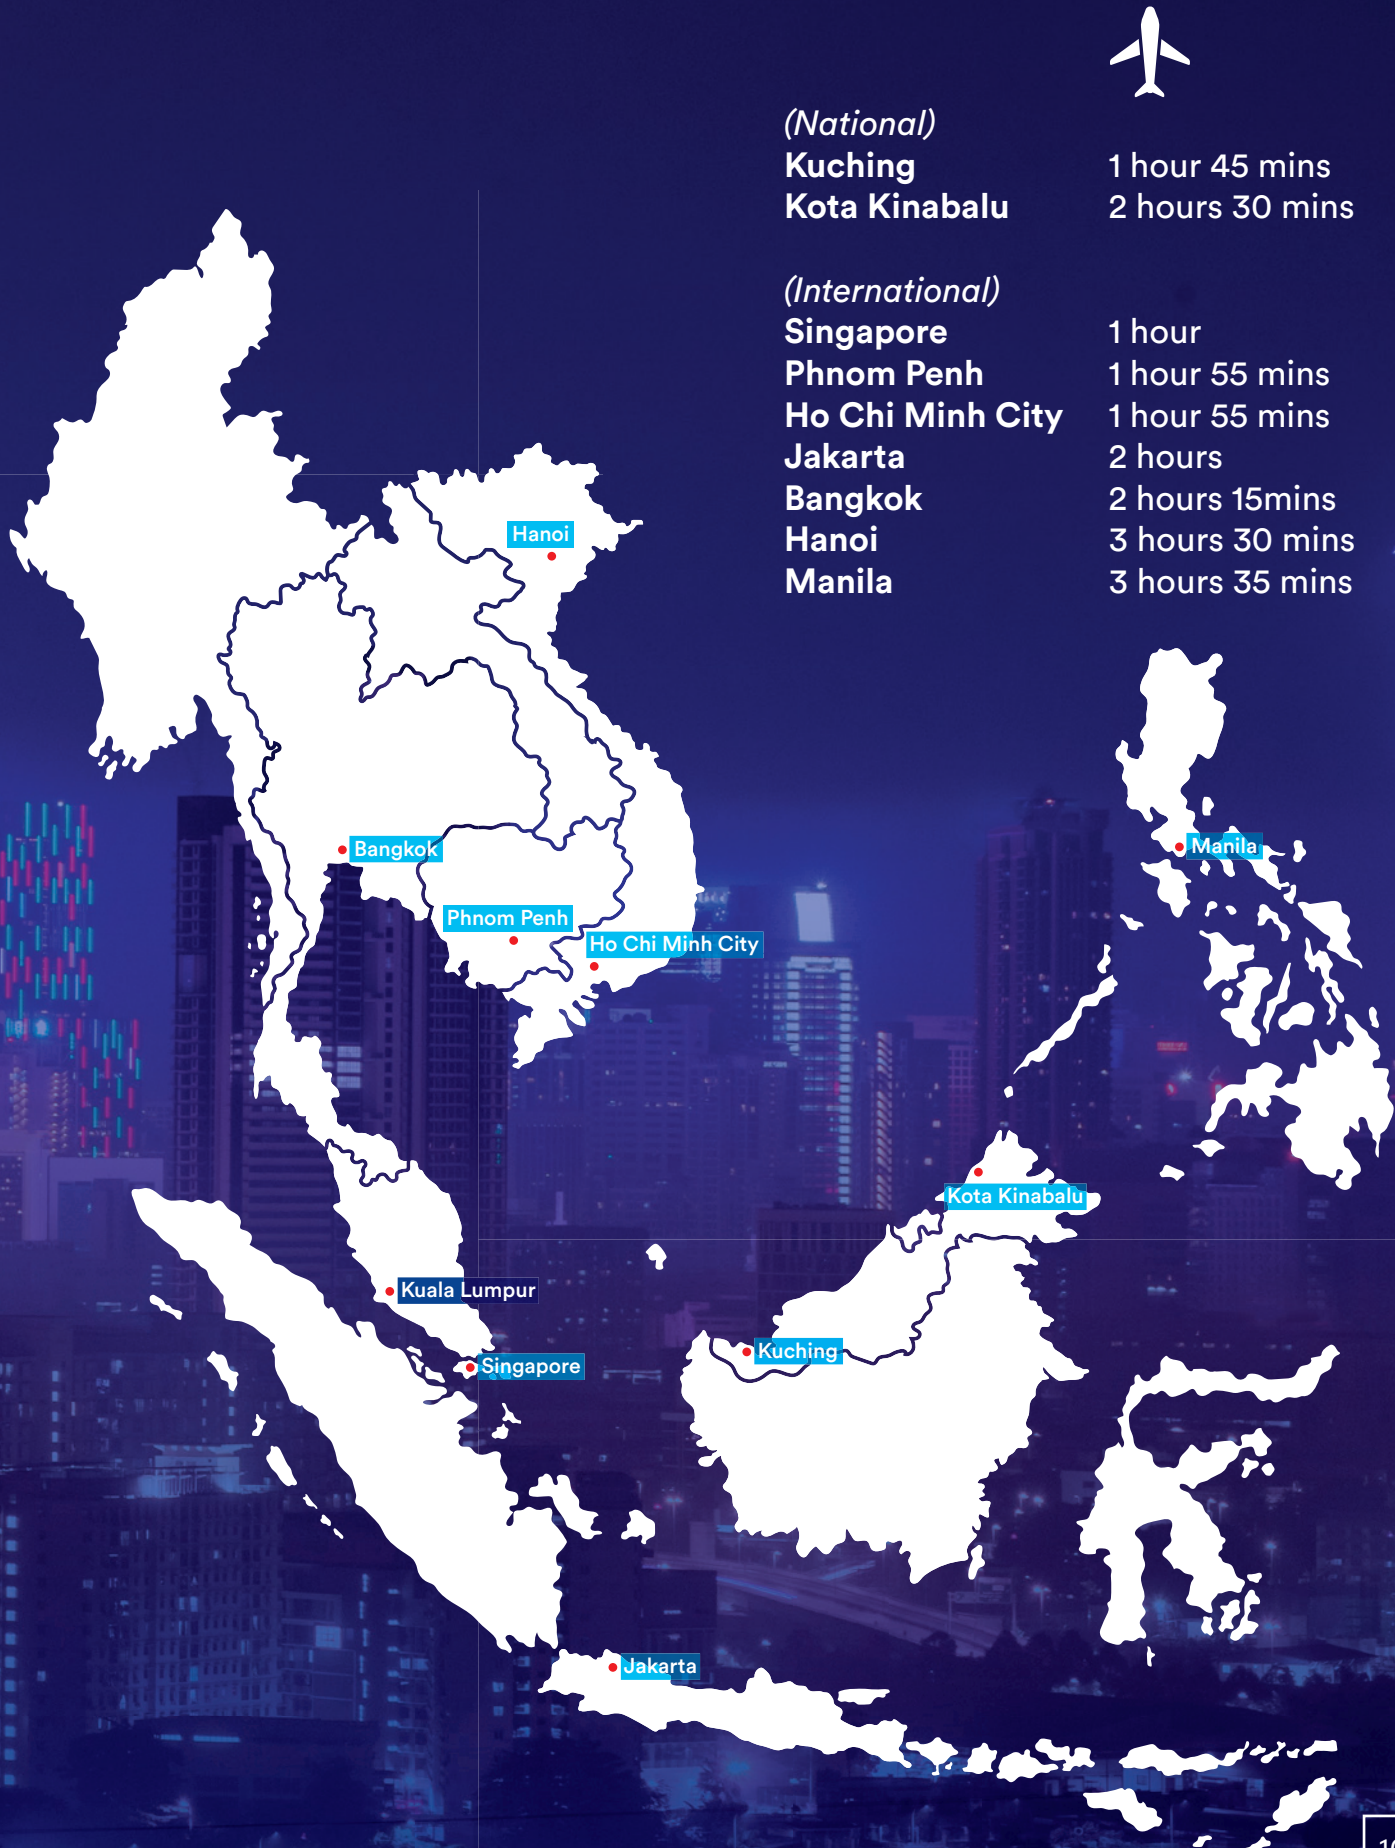 (National)
Kuching 1 hour 45 mins
Kota Kinabalu 2 hours 30 mins
(International)
Singapore 1 hour
Phnom Penh 1 hour 55 mins
Ho Chi Minh City 1 hour 55 mins
Jakarta 2 hours
Bangkok 2 hours 15mins
Hanoi 3 hours 30 mins
Manila 3 hours 35 mins
Hanoi
Bangkok
Manila
Phnom Penh
Ho Chi Minh City
Kota Kinabalu
Kuala Lumpur
Kuching
Singapore
Jakarta